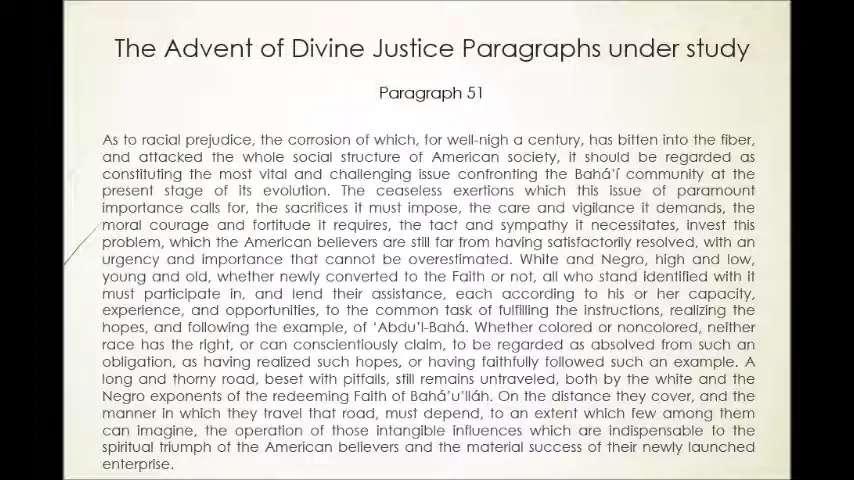 The Advent of Divine Justice Paragraphs under study
Paragraph 51
As to racial prejudice, the corrosion of which, for well-nigh a century, has bitten into the fiber,
and attacked the whole social structure of American society, it should be regarded as
constituting the most vital and challenging issue confronting the Bahá’í community at the
present stage of its evolution. The ceaseless exertions which this issue of paramount
importance calls for, the sacrifices it must impose, the care and vigilance it demands, the
moral courage and fortitude it requires, the tact and sympathy it necessitates, invest this
problem, which the American believers are still far from having satisfactorily resolved, with an
urgency and importance that cannot be overestimated. White and Negro, high and low,
young and old, whether newly converted to the Faith or not, all who stand identified with it
must participate in, and lend their assistance, each according to his or her capacity,
experience, and opportunities, to the common task of fulfilling the instructions, realizing the
hopes, and following the example, of ‘Abdu’l-Bahá. Whether colored or noncolored, neither
race has the right, or can conscientiously claim, to be regarded as absolved from such an
obligation, as having realized such hopes, or having faithfully followed such an example. A
long and thorny road, beset with pitfalls, still remains untraveled, both by the white and the
Negro exponents of the redeeming Faith of Bahá’u’lláh. On the distance they cover, and the
manner in which they travel that road, must depend, to an extent which few among them
can imagine, the operation of those intangible influences which are indispensable to the
spiritual triumph of the American believers and the material success of their newly launched
enterprise.